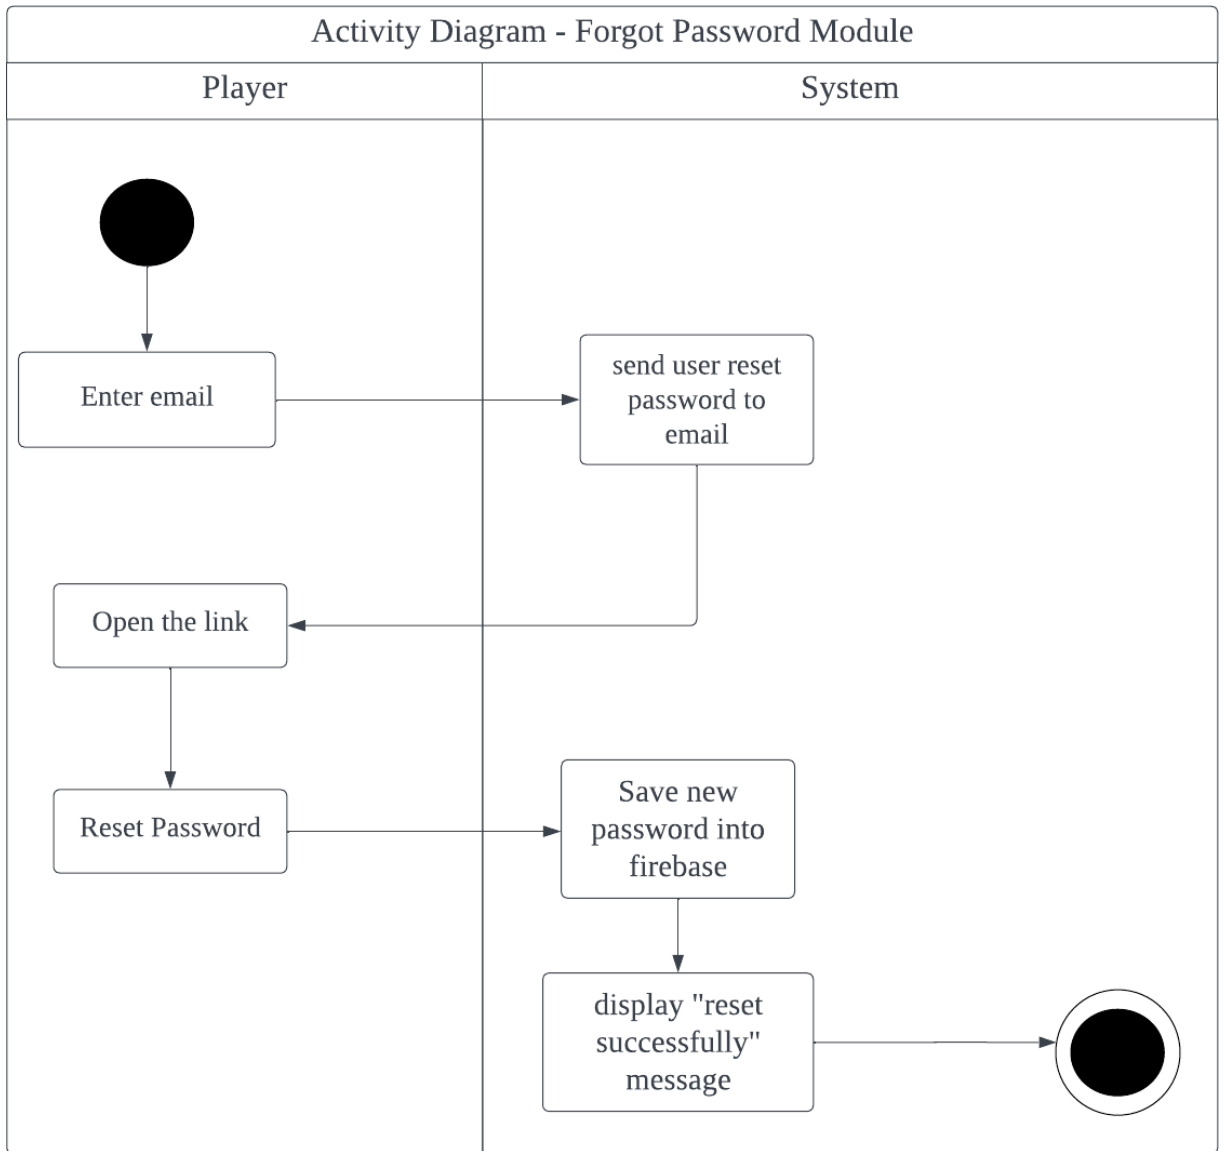 Activity Diagram - Forgot Password Module
Player
System
Enter email
send user reset
password to
email
Open the link
Reset Password
Save new
password into
firebase
display "reset
successfully"
message